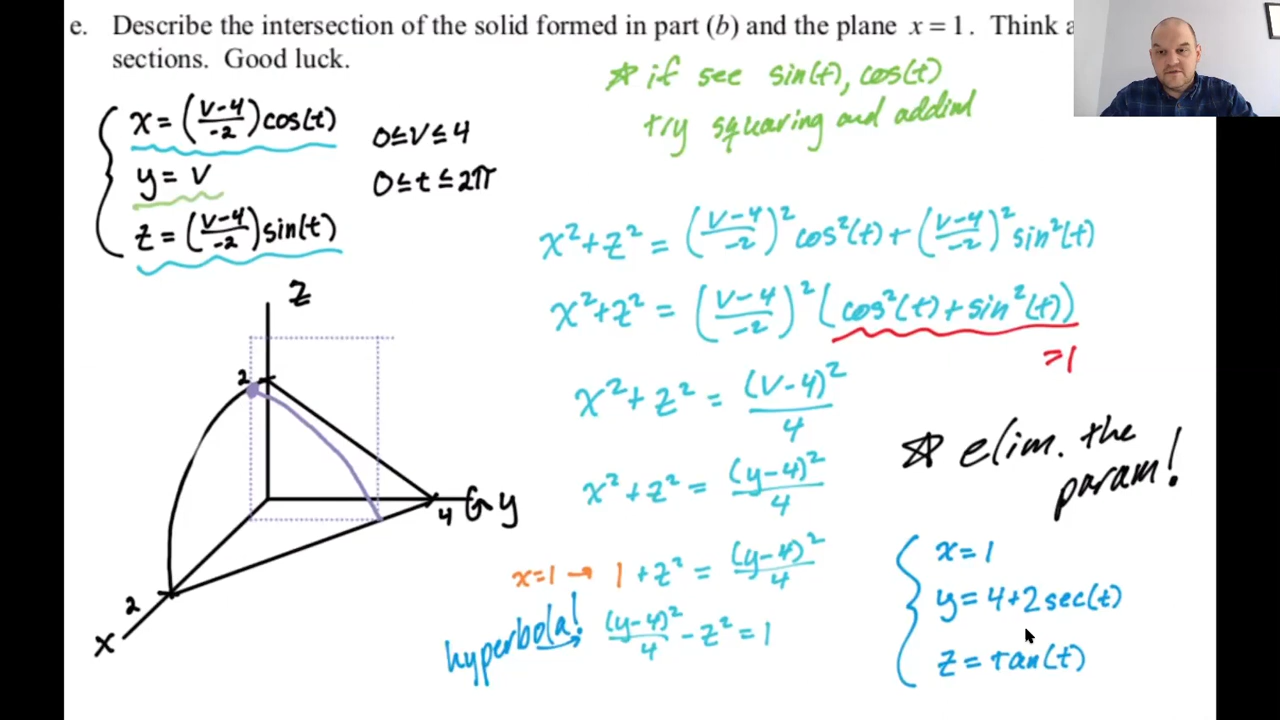 e. Describe the intersection of the solid formed in part (b) and the plane x = 1. Think a
sections. Good luck.
☆ if see sin(t), cos(t)
try squaring and addind
x = ((v-4)/-2) cos(t)
y = v
z = ((v-4)/-2) sin(t)
0 ≤ v ≤ 4
0 ≤ t ≤ 2π
x² + z² = ((v-4)/-2)² cos²(t) + ((v-4)/-2)² sin²(t)
x² + z² = ((v-4)/-2)² (cos²(t) + sin²(t))
=1
x² + z² = (v-4)²/4
x² + z² = (y-4)²/4
x=1 → 1 + z² = (y-4)²/4
hyperbola! (y-4)²/4 - z² = 1
☆ elim. the
param!
x = 1
y = 4+2 sec(t)
z = tan(t)
z
2
4
y
2
x